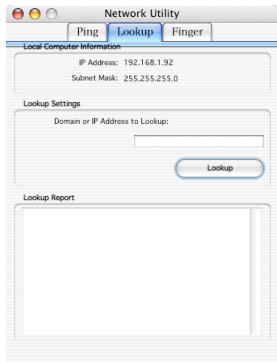 Network Utility
Ping Lookup Finger
Local Computer Information
IP Address: 192.168.1.92
Subnet Mask: 255.255.255.0
Lookup Settings
Domain or IP Address to Lookup:
Lookup
Lookup Report